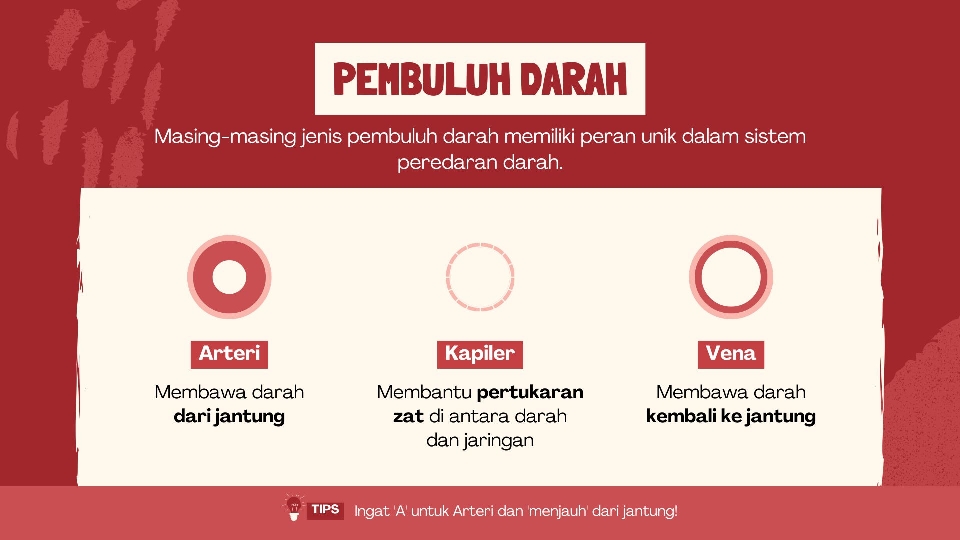 PEMBULUH DARAH
Masing-masing jenis pembuluh darah memiliki peran unik dalam sistem
peredaran darah.
Arteri
Membawa darah
dari jantung
Kapiler
Membantu pertukaran
zat di antara darah
dan jaringan
Vena
Membawa darah
kembali ke jantung
TIPS
Ingat 'A' untuk Arteri dan 'menjauh' dari jantung!